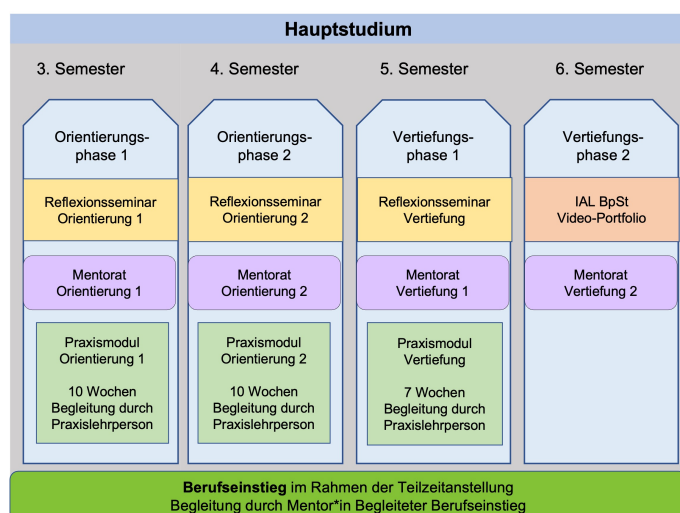 Hauptstudium
3. Semester
4. Semester
5. Semester
6. Semester
Orientierungs-
phase 1
Orientierungs-
phase 2
Vertiefungs-
phase 1
Vertiefungs-
phase 2
Reflexionsseminar
Orientierung 1
Reflexionsseminar
Orientierung 2
Reflexionsseminar
Vertiefung
IAL BpSt
Video-Portfolio
Mentorat
Orientierung 1
Mentorat
Orientierung 2
Mentorat
Vertiefung 1
Mentorat
Vertiefung 2
Praxismodul
Orientierung 1
10 Wochen
Begleitung durch
Praxislehrperson
Praxismodul
Orientierung 2
10 Wochen
Begleitung durch
Praxislehrperson
Praxismodul
Vertiefung
7 Wochen
Begleitung durch
Praxislehrperson
Berufseinstieg im Rahmen der Teilzeitanstellung
Begleitung durch Mentor*in Begleiteter Berufseinstieg